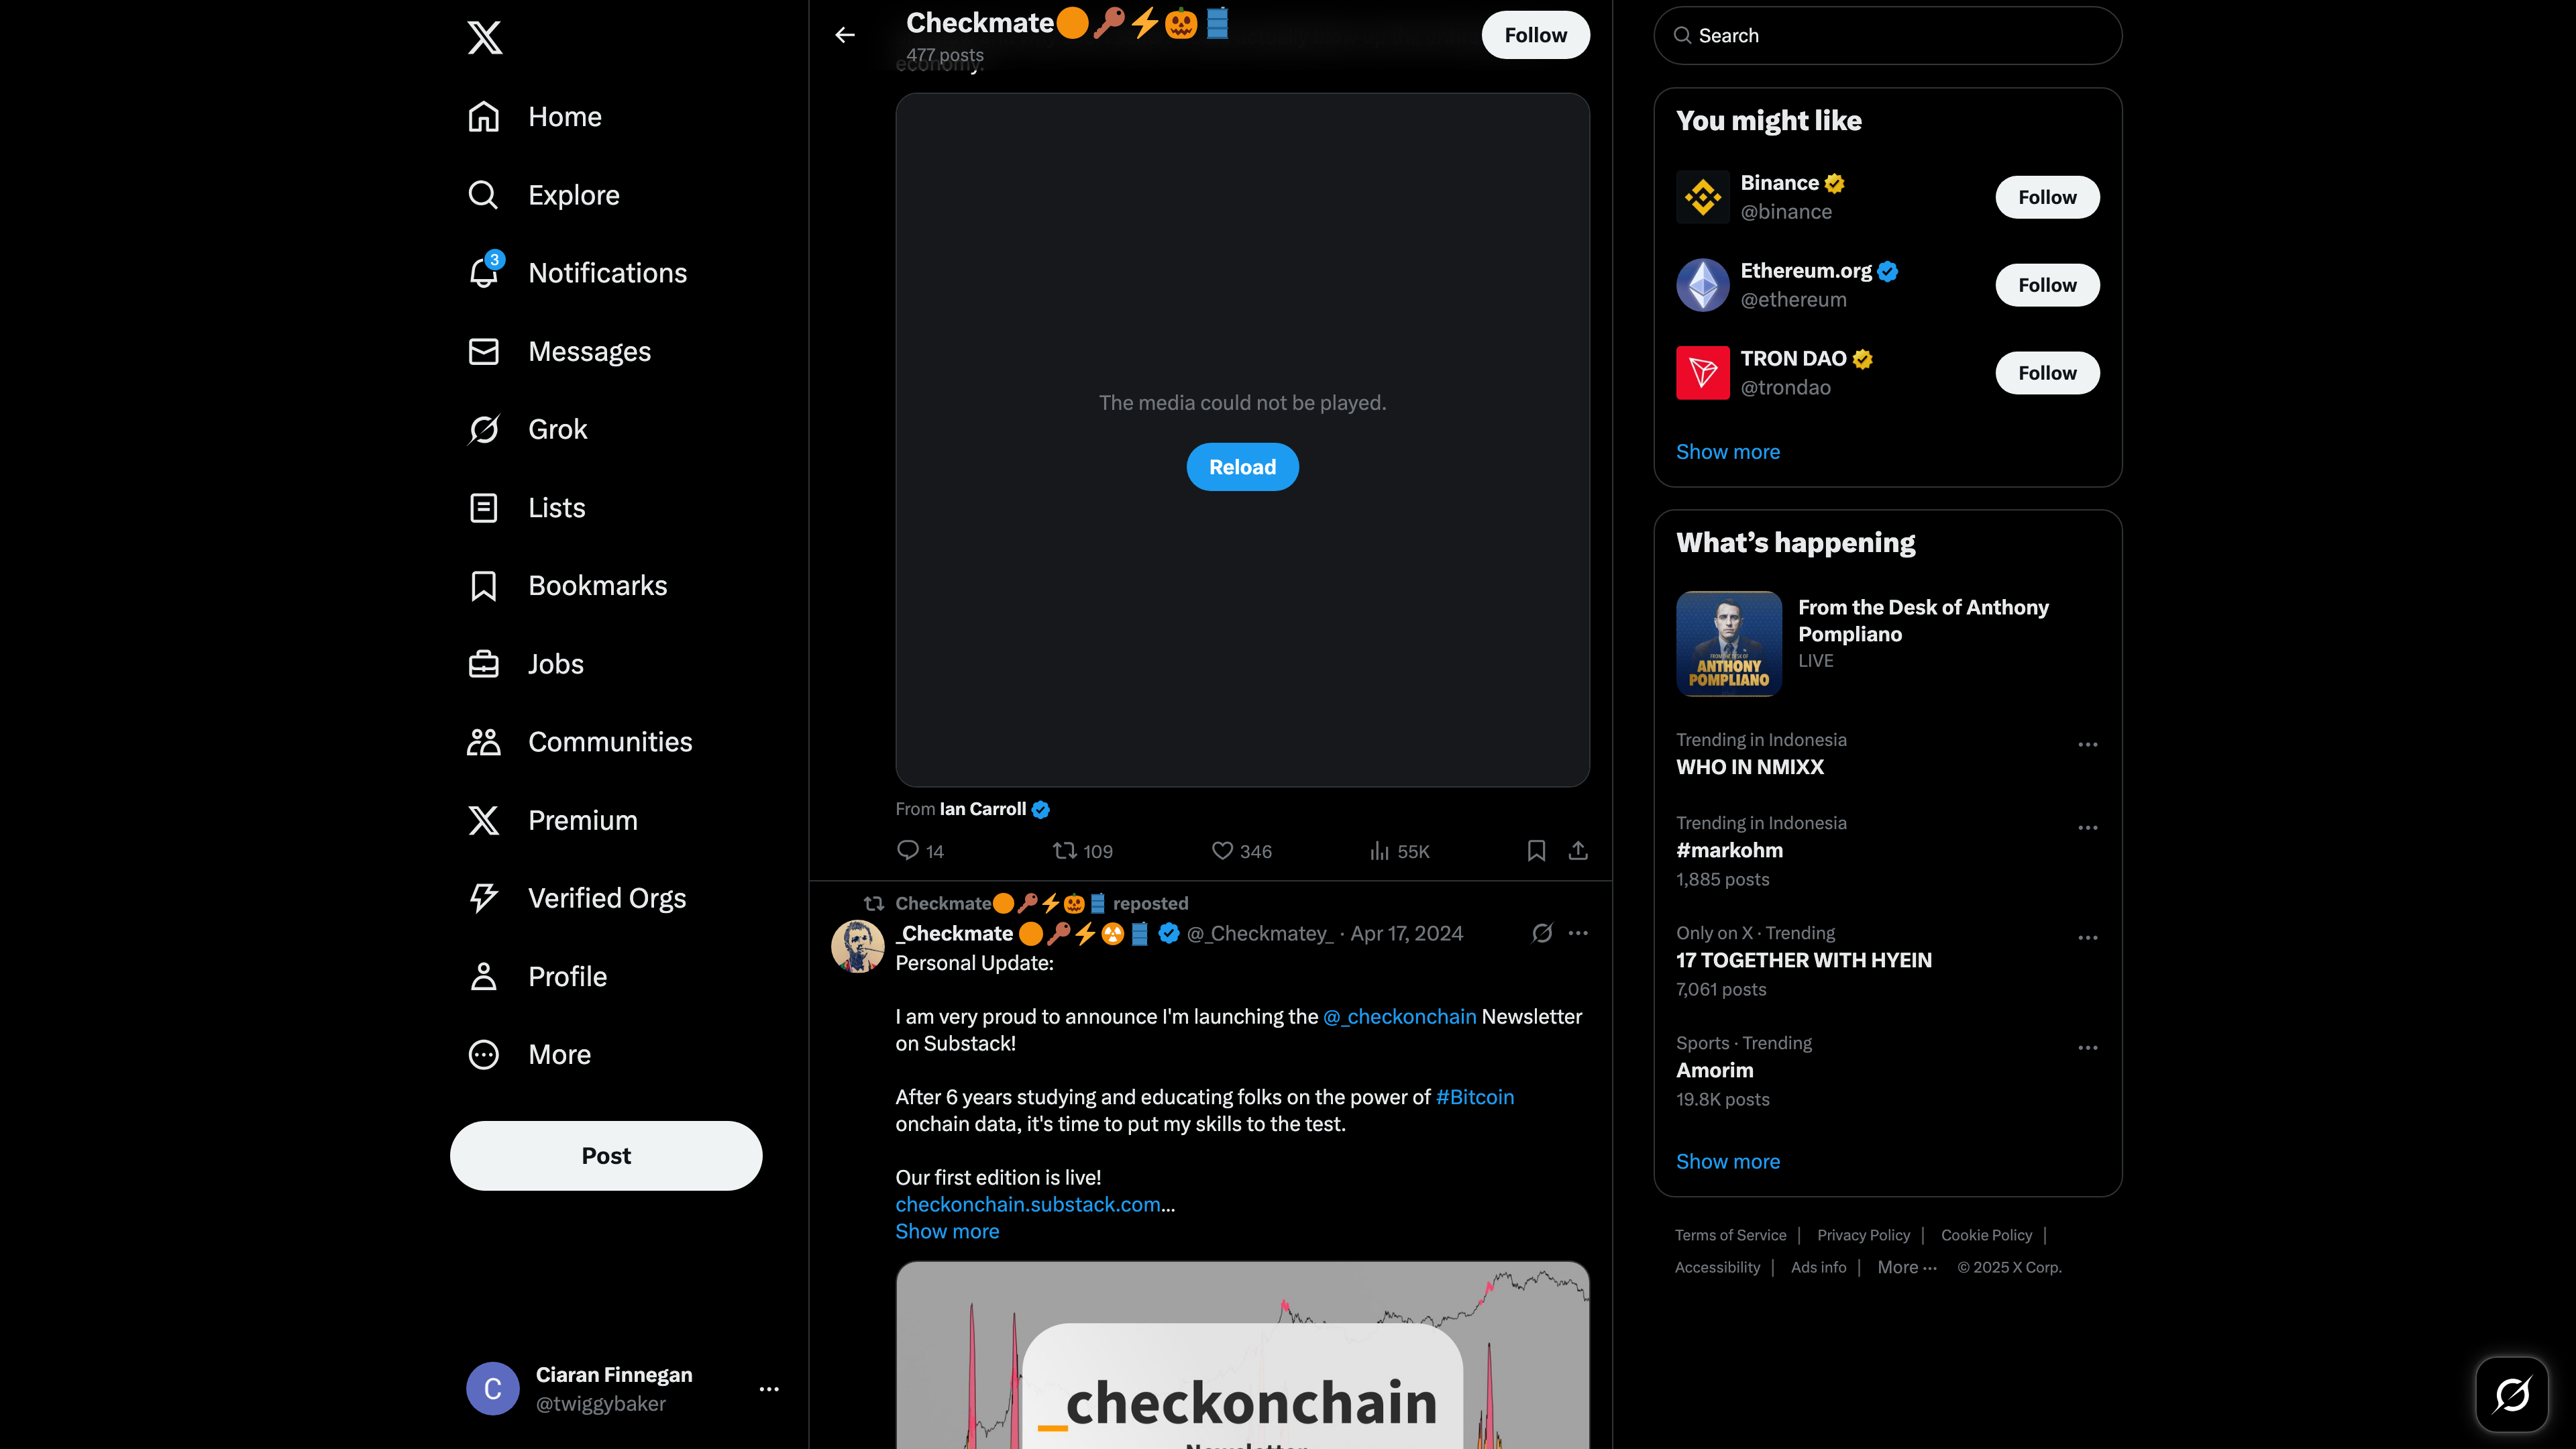 Home
Explore
3
Notifications
Messages
Grok
Lists
Bookmarks
Jobs
Communities
Premium
Verified Orgs
Profile
More
Post
C
Ciaran Finnegan
@twiggybaker
Checkmate🟠🔑⚡🎃🛢️
477 posts
Follow
economy.
The media could not be played.
Reload
From Ian Carroll
14 109 346 55K
Checkmate🟠🔑⚡🎃🛢️ reposted
_Checkmate 🟠🔑⚡☢️🛢️ @_Checkmatey_ · Apr 17, 2024
Personal Update:
I am very proud to announce I'm launching the @_checkonchain Newsletter
on Substack!
After 6 years studying and educating folks on the power of #Bitcoin
onchain data, it's time to put my skills to the test.
Our first edition is live!
checkonchain.substack.com...
Show more
_checkonchain
Newsletter
Search
You might like
Binance
@binance
Follow
Ethereum.org
@ethereum
Follow
TRON DAO
@trondao
Follow
Show more
What's happening
FROM THE DESK OF
ANTHONY
POMPLIANO
From the Desk of Anthony
Pompliano
LIVE
Trending in Indonesia
WHO IN NMIXX
Trending in Indonesia
#markohm
1,885 posts
Only on X · Trending
17 TOGETHER WITH HYEIN
7,061 posts
Sports · Trending
Amorim
19.8K posts
Show more
Terms of Service | Privacy Policy | Cookie Policy |
Accessibility | Ads info | More ··· © 2025 X Corp.